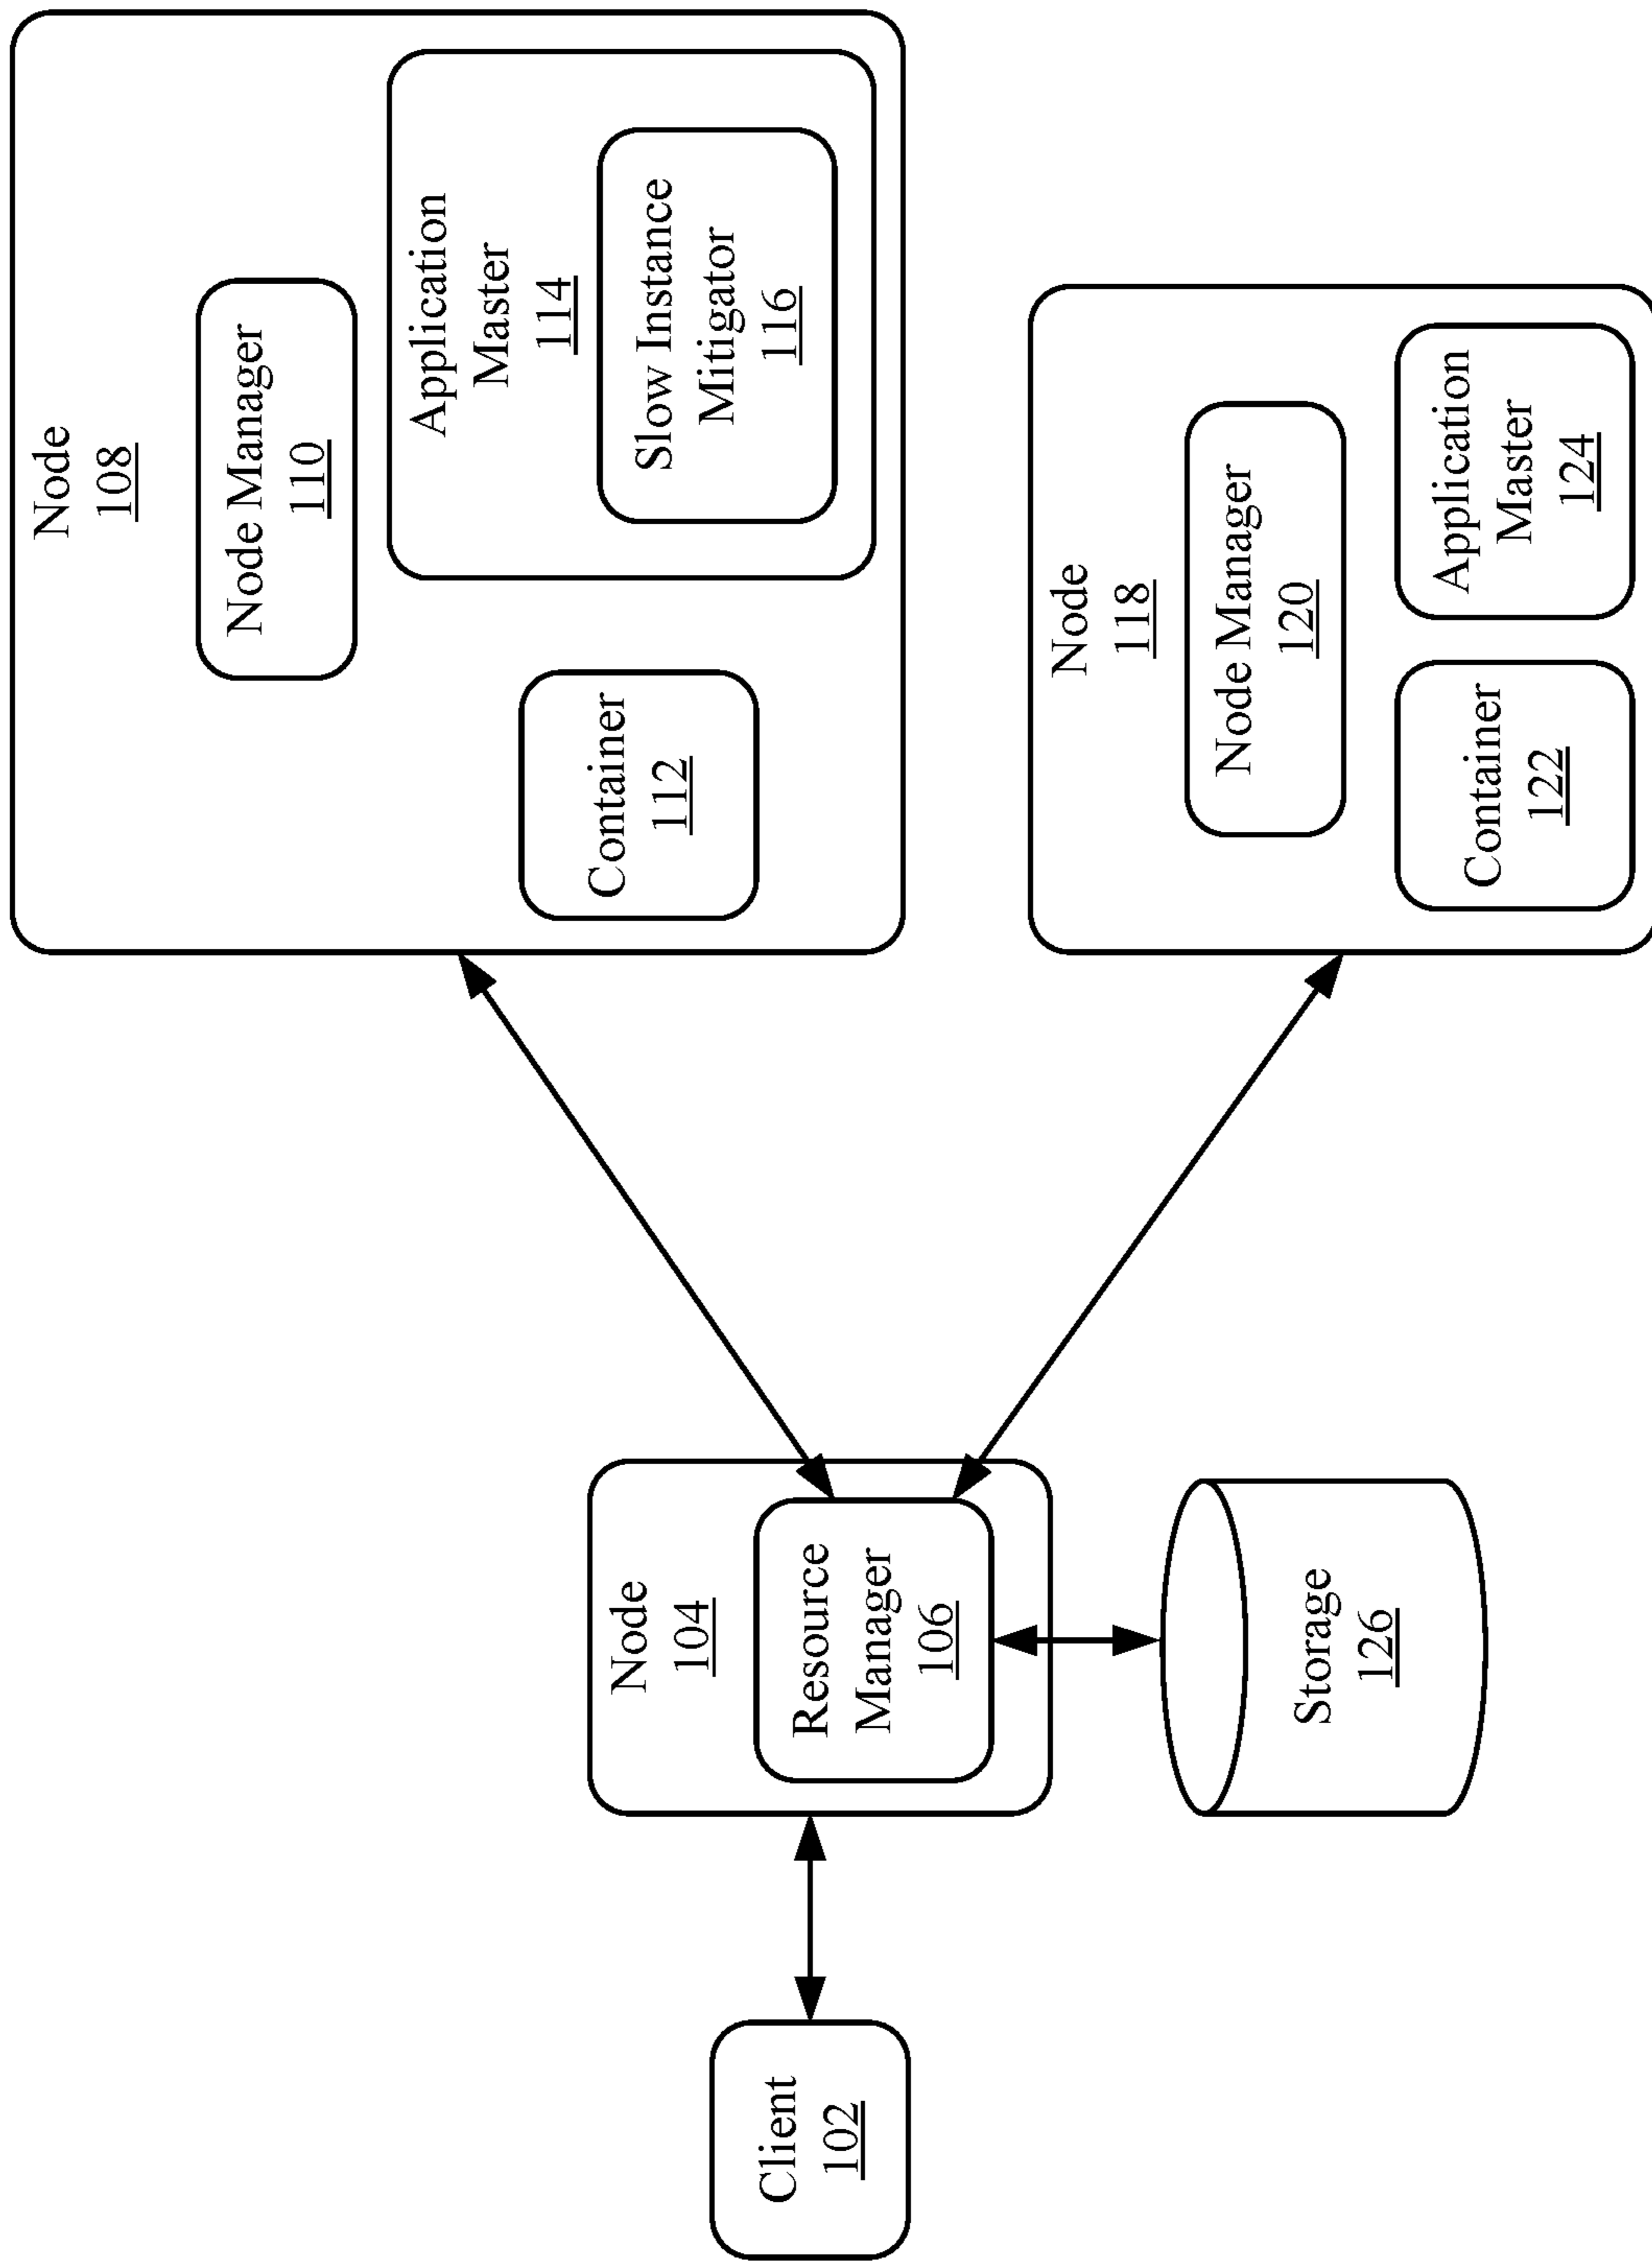 Client
102
Node
104
Resource
Manager
106
Storage
126
Node
108
Node Manager
110
Container
112
Application
Master
114
Slow Instance
Mitigator
116
Node
118
Node Manager
120
Container
122
Application
Master
124